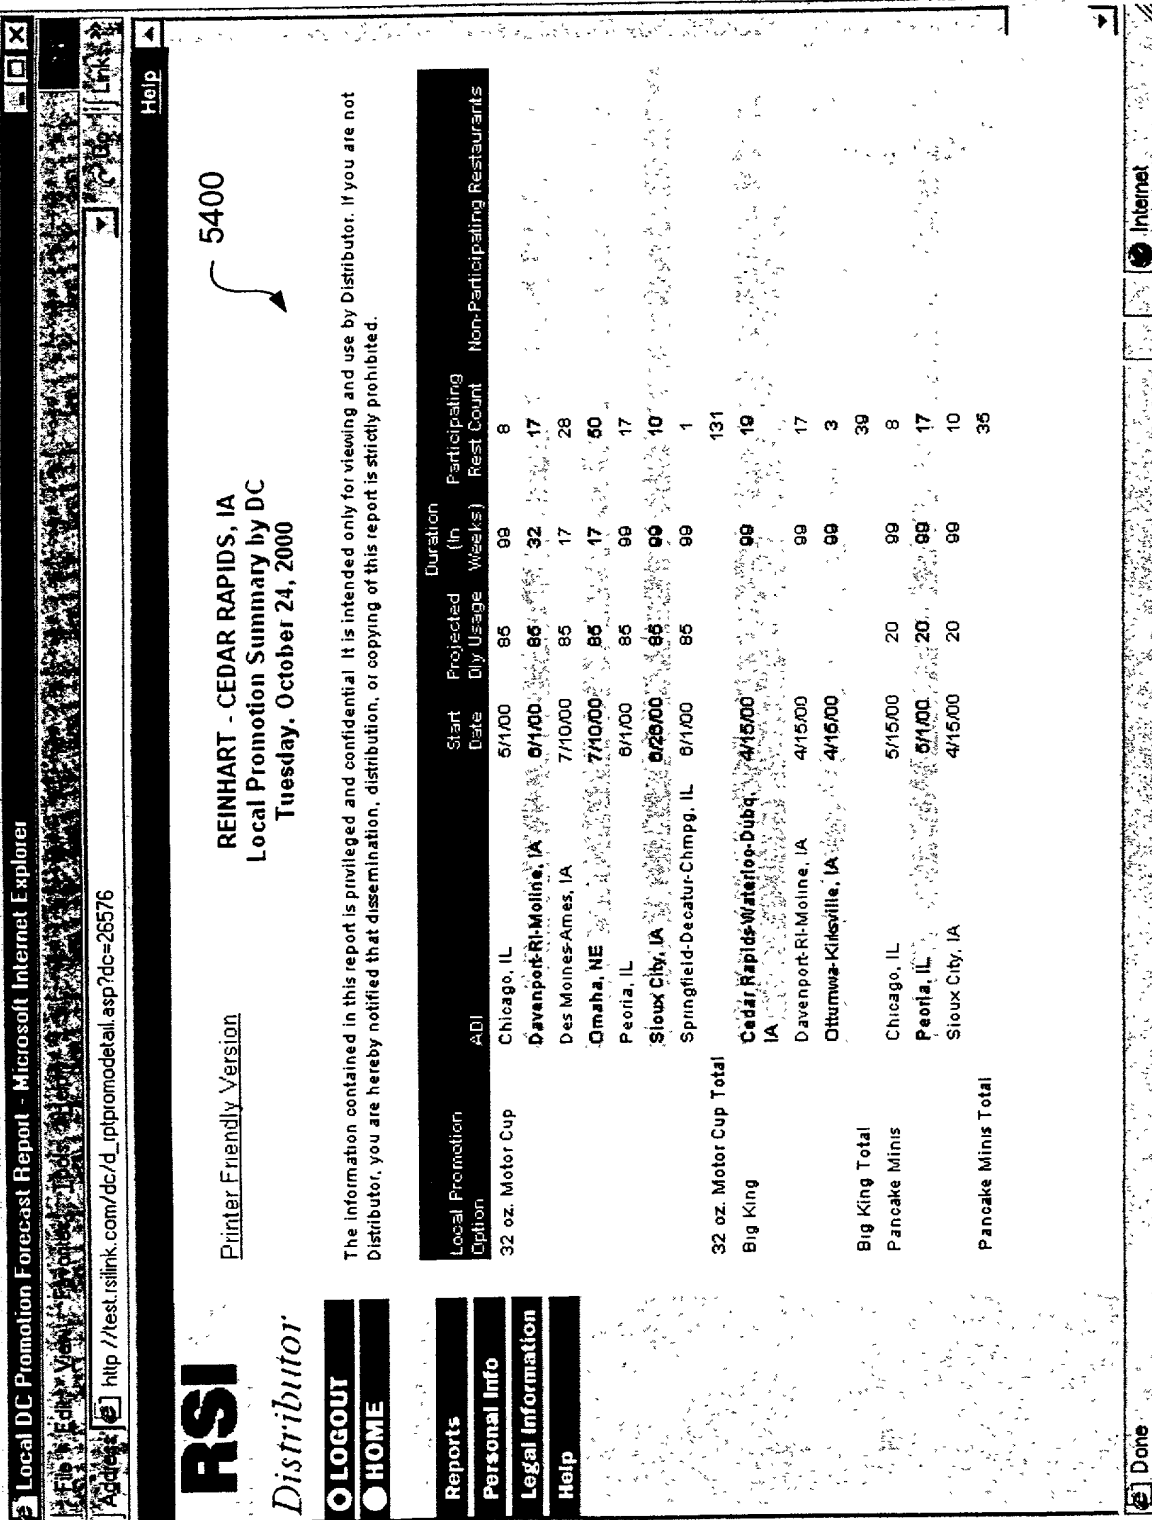 Local DC Promotion Forecast Report - Microsoft Internet Explorer
File Edit View Favorites Tools
Address http://test.rsilink.com/dc/d_rptpromodetail.asp?dc=26576 Go Links »
Help
RSI
Distributor
LOGOUT
HOME
Reports
Personal Info
Legal Information
Help
Printer Friendly Version
REINHART - CEDAR RAPIDS, IA
Local Promotion Summary by DC
Tuesday, October 24, 2000
5400
The information contained in this report is privileged and confidential It is intended only for viewing and use by Distributor. If you are not
Distributor, you are hereby notified that dissemination, distribution, or copying of this report is strictly prohibited.
Local Promotion Option ADI Start Date Projected Dly Usage Duration (In Weeks) Participating Rest Count Non-Participating Restaurants
32 oz. Motor Cup Chicago, IL 5/1/00 85 99 8
Davenport-RI-Moline, IA 6/1/00 85 32 17
Des Moines-Ames, IA 7/10/00 85 17 28
Omaha, NE 7/10/00 85 17 50
Peoria, IL 6/1/00 85 99 17
Sioux City, IA 6/26/00 85 99 10
Springfield-Decatur-Chmpg, IL 6/1/00 85 99 1
32 oz. Motor Cup Total 131
Big King Cedar Rapids-Waterloo-Dubq, 4/15/00 99 19
IA
Davenport-RI-Moline, IA 4/15/00 99 17
Ottumwa-Kirksville, IA 4/15/00 99 3
Big King Total 39
Pancake Minis Chicago, IL 5/15/00 20 99 8
Peoria, IL 5/1/00 20 99 17
Sioux City, IA 4/15/00 20 99 10
Pancake Minis Total 35
Done Internet